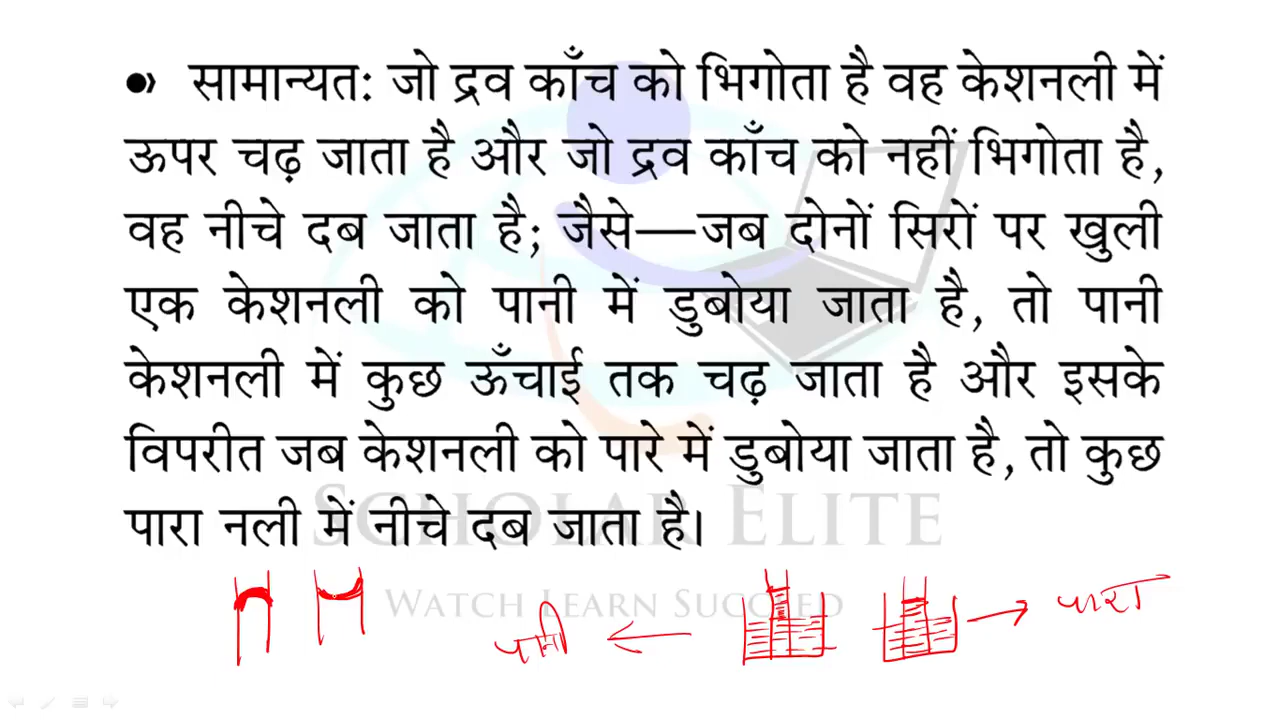 सामान्यत: जो द्रव काँच को भिगोता है वह केशनली में
ऊपर चढ़ जाता है और जो द्रव काँच को नहीं भिगोता है,
वह नीचे दब जाता है; जैसे—जब दोनों सिरों पर खुली
एक केशनली को पानी में डुबोया जाता है, तो पानी
केशनली में कुछ ऊँचाई तक चढ़ जाता है और इसके
विपरीत जब केशनली को पारे में डुबोया जाता है, तो कुछ
पारा नली में नीचे दब जाता है।
SCHOLAR ELITE
WATCH LEARN SUCCEED
पानी
पारा